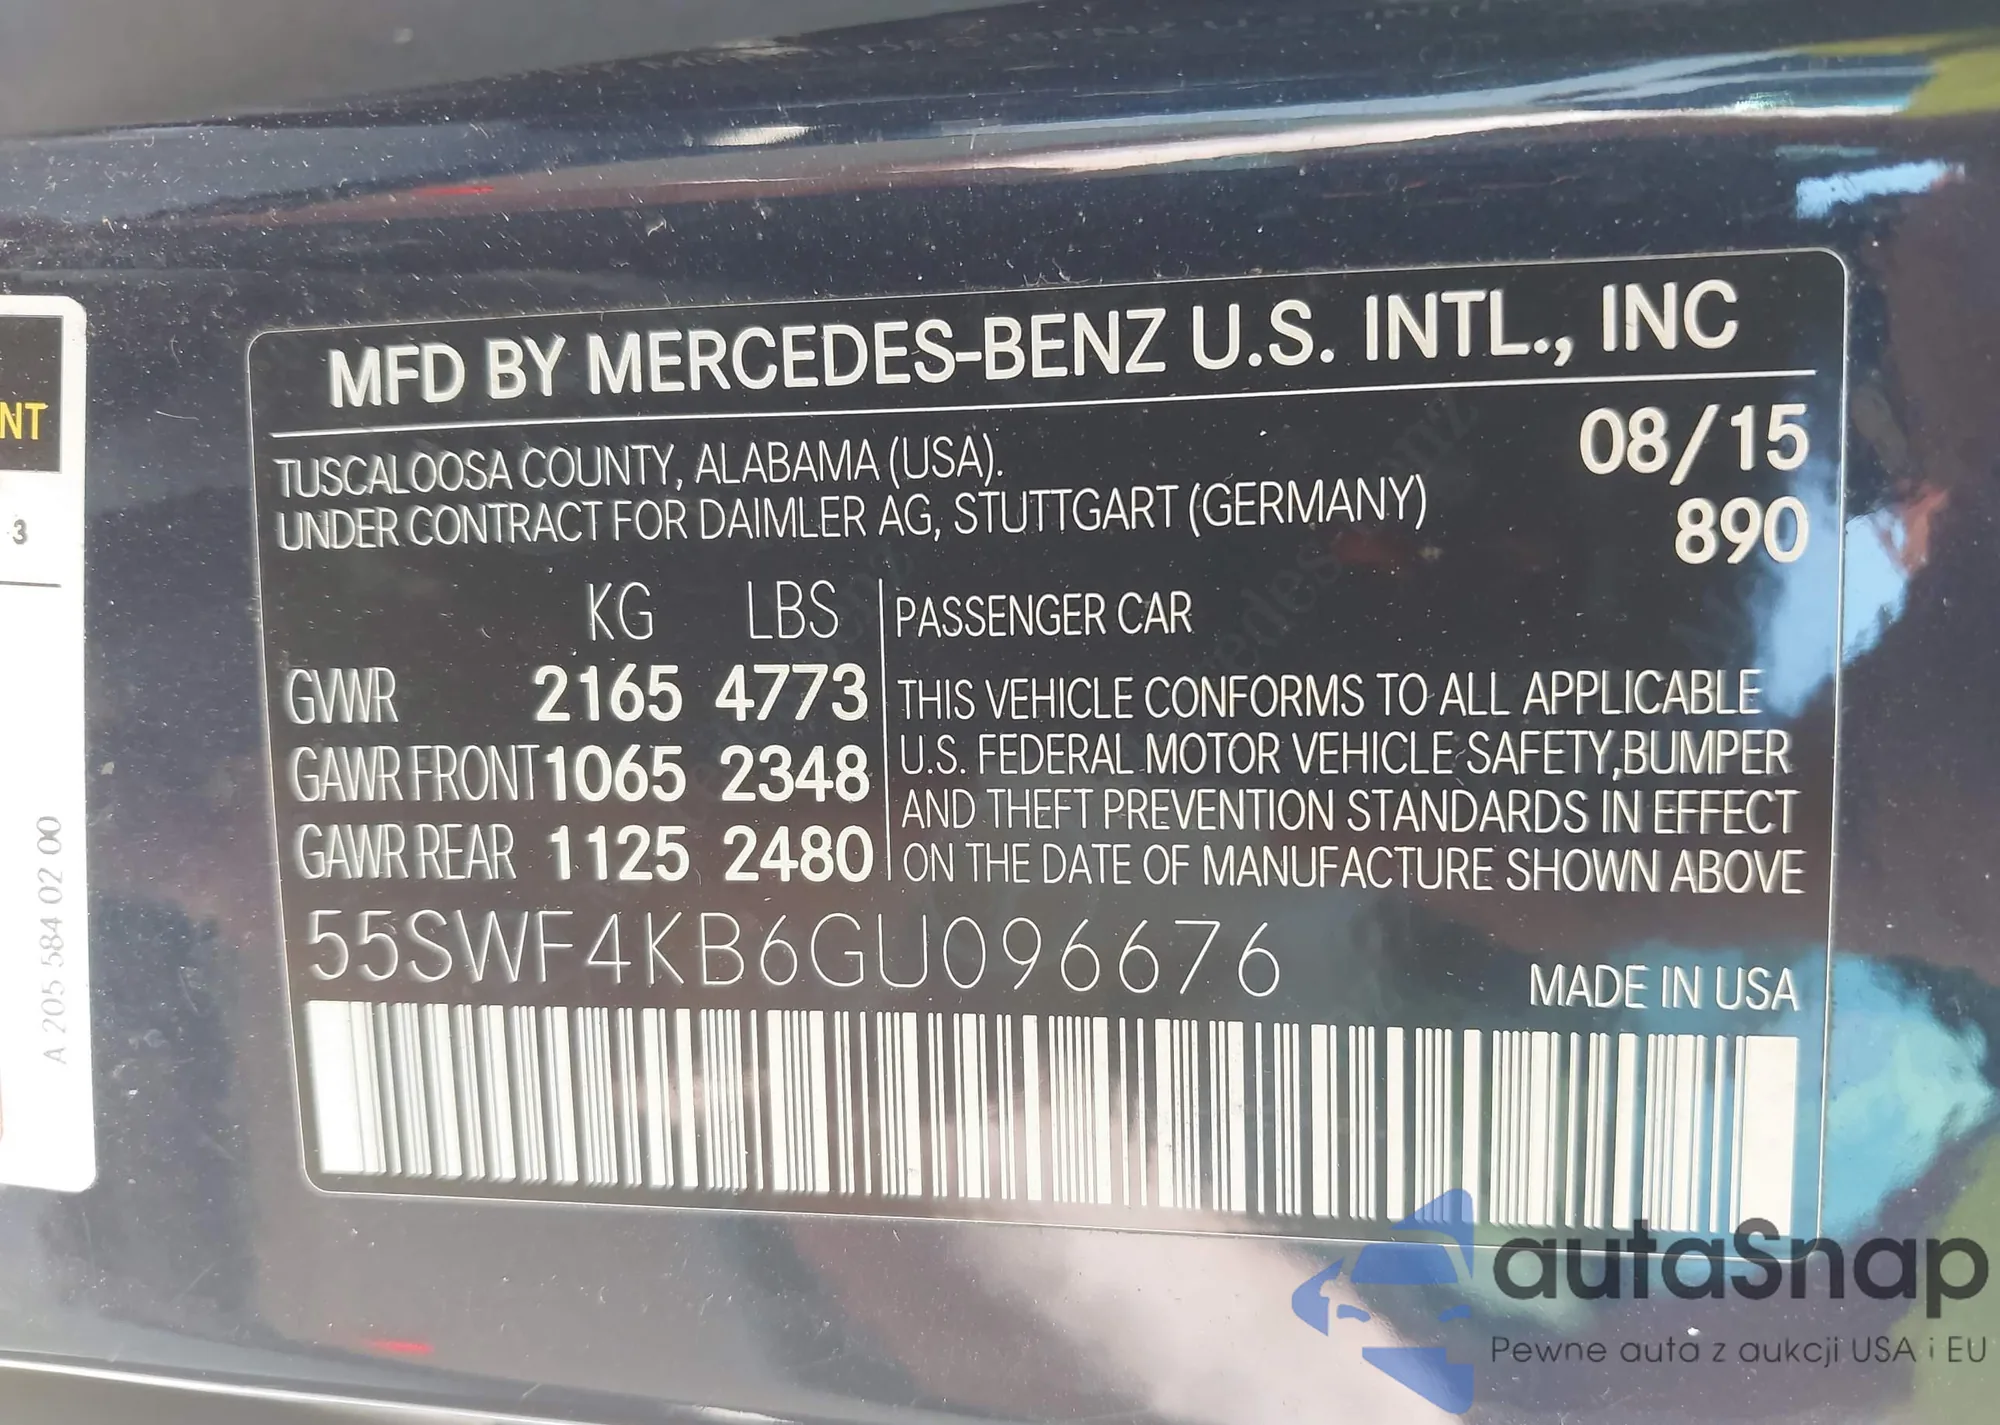 MFD BY MERCEDES-BENZ U.S. INTL., INC
TUSCALOOSA COUNTY, ALABAMA (USA).
UNDER CONTRACT FOR DAIMLER AG, STUTTGART (GERMANY)
08/15
890
KG LBS
GVWR 2165 4773
GAWR FRONT 1065 2348
GAWR REAR 1125 2480
PASSENGER CAR
THIS VEHICLE CONFORMS TO ALL APPLICABLE
U.S. FEDERAL MOTOR VEHICLE SAFETY,BUMPER
AND THEFT PREVENTION STANDARDS IN EFFECT
ON THE DATE OF MANUFACTURE SHOWN ABOVE
55SWF4KB6GU096676
MADE IN USA
NT
3
A 205 584 02 00
autaSnap
Pewne auta z aukcji USA i EU